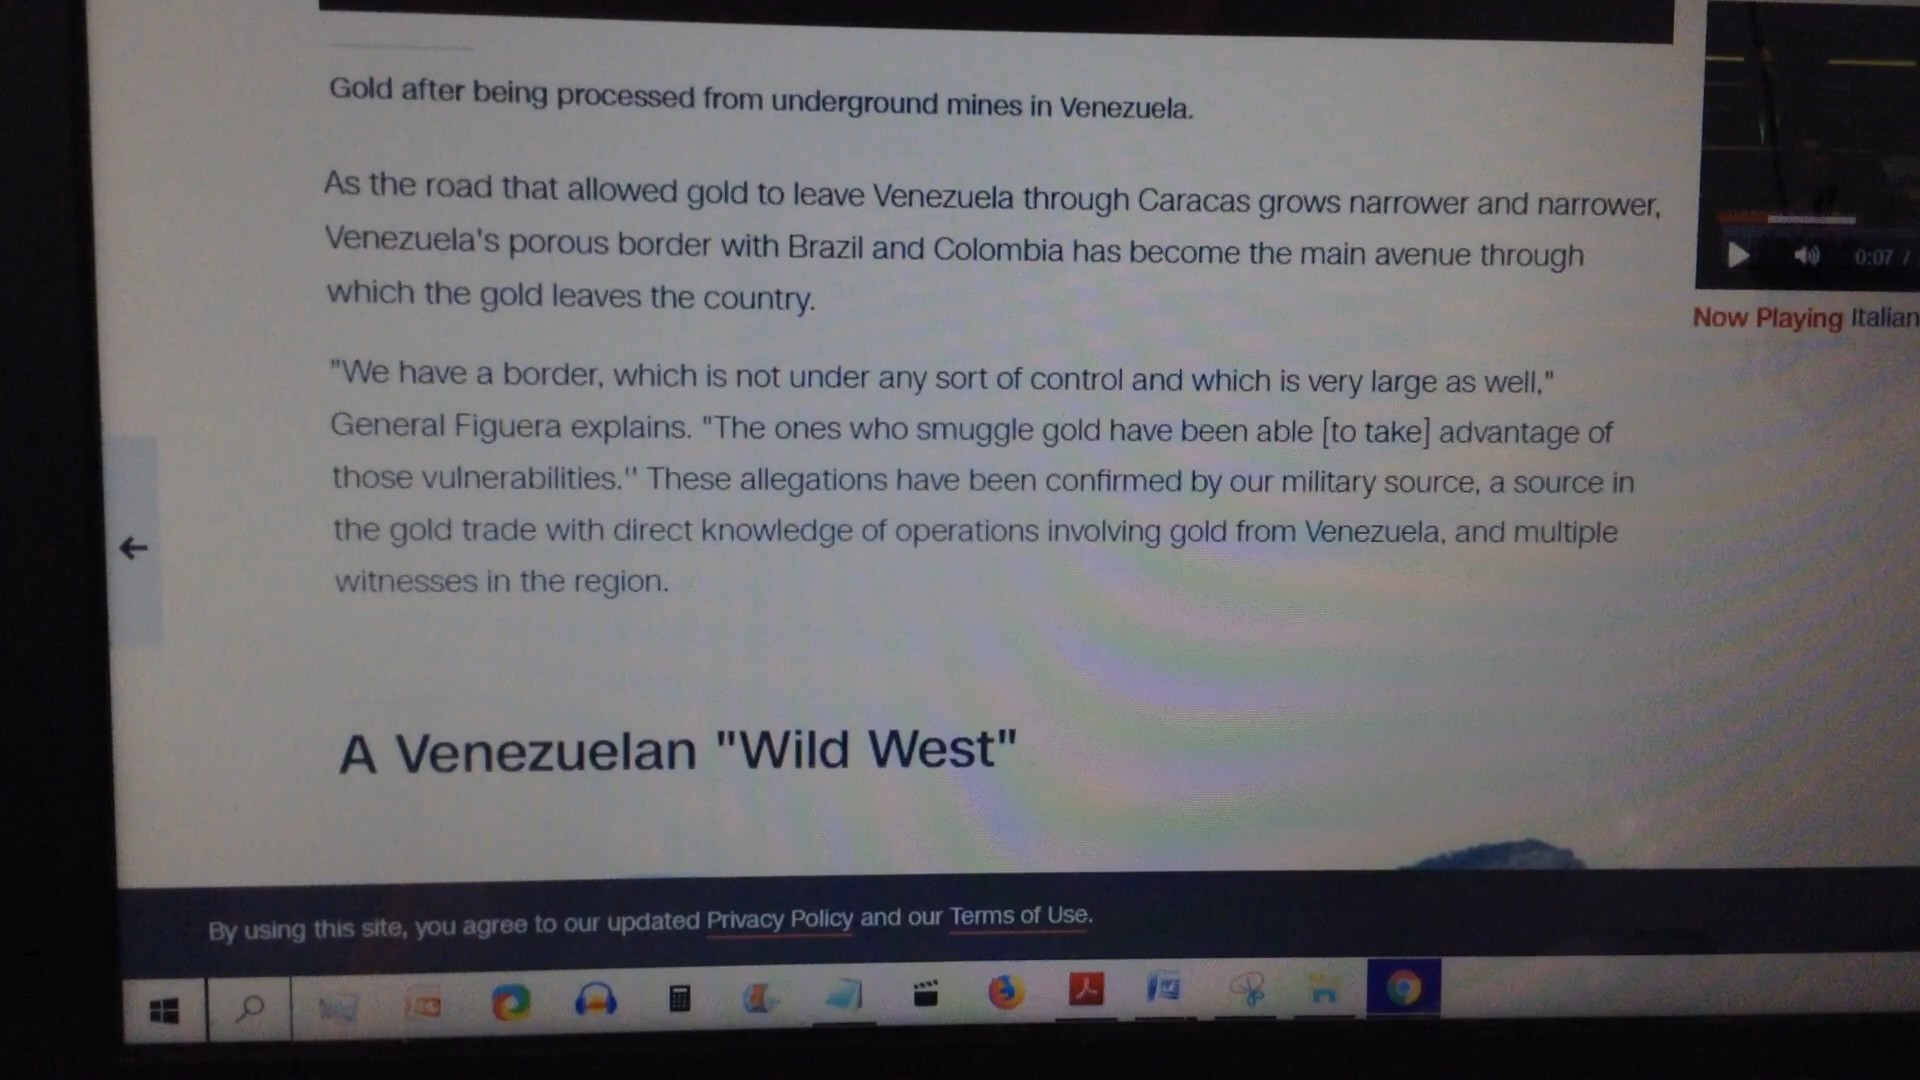 Gold after being processed from underground mines in Venezuela.
As the road that allowed gold to leave Venezuela through Caracas grows narrower and narrower,
Venezuela's porous border with Brazil and Colombia has become the main avenue through
which the gold leaves the country.
"We have a border, which is not under any sort of control and which is very large as well,"
General Figuera explains. "The ones who smuggle gold have been able [to take] advantage of
those vulnerabilities." These allegations have been confirmed by our military source, a source in
the gold trade with direct knowledge of operations involving gold from Venezuela, and multiple
witnesses in the region.
A Venezuelan "Wild West"
0:07 /
Now Playing Italian
By using this site, you agree to our updated Privacy Policy and our Terms of Use.